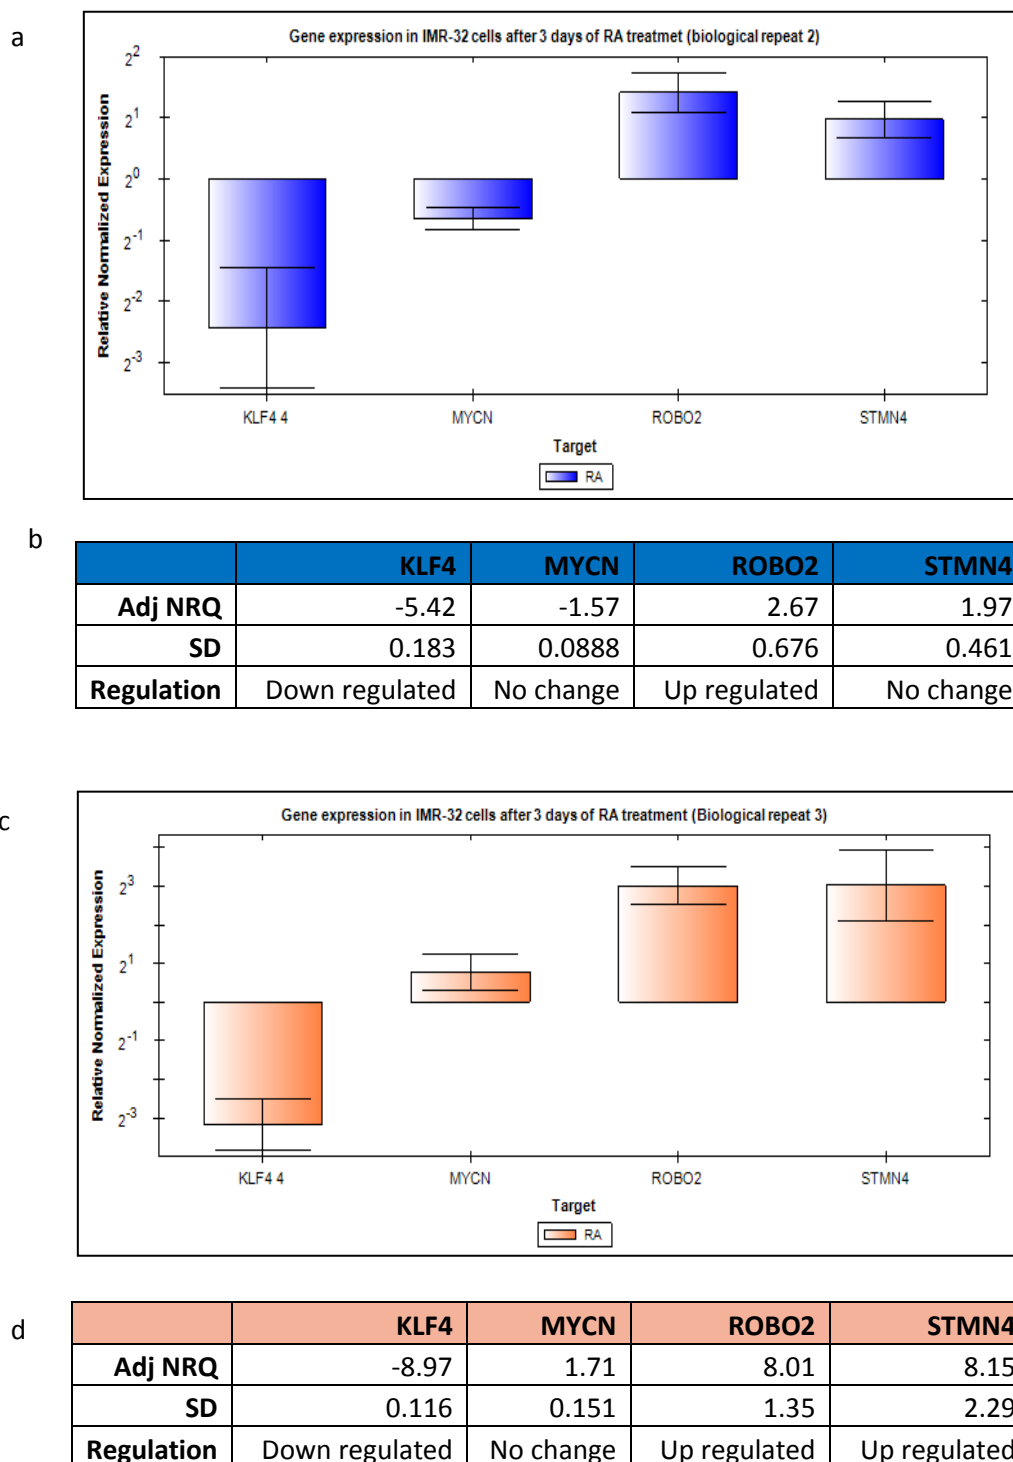 a
Gene expression in IMR-32 cells after 3 days of RA treatmet (biological repeat 2)
Relative Normalized Expression
2^2
2^1
2^0
2^-1
2^-2
2^-3
KLF4 4 MYCN ROBO2 STMN4
Target
RA
b
KLF4 MYCN ROBO2 STMN4
Adj NRQ -5.42 -1.57 2.67 1.97
SD 0.183 0.0888 0.676 0.461
Regulation Down regulated No change Up regulated No change
c
Gene expression in IMR-32 cells after 3 days of RA treatment (Biological repeat 3)
Relative Normalized Expression
2^3
2^1
2^-1
2^-3
KLF4 4 MYCN ROBO2 STMN4
Target
RA
d
KLF4 MYCN ROBO2 STMN4
Adj NRQ -8.97 1.71 8.01 8.15
SD 0.116 0.151 1.35 2.29
Regulation Down regulated No change Up regulated Up regulated